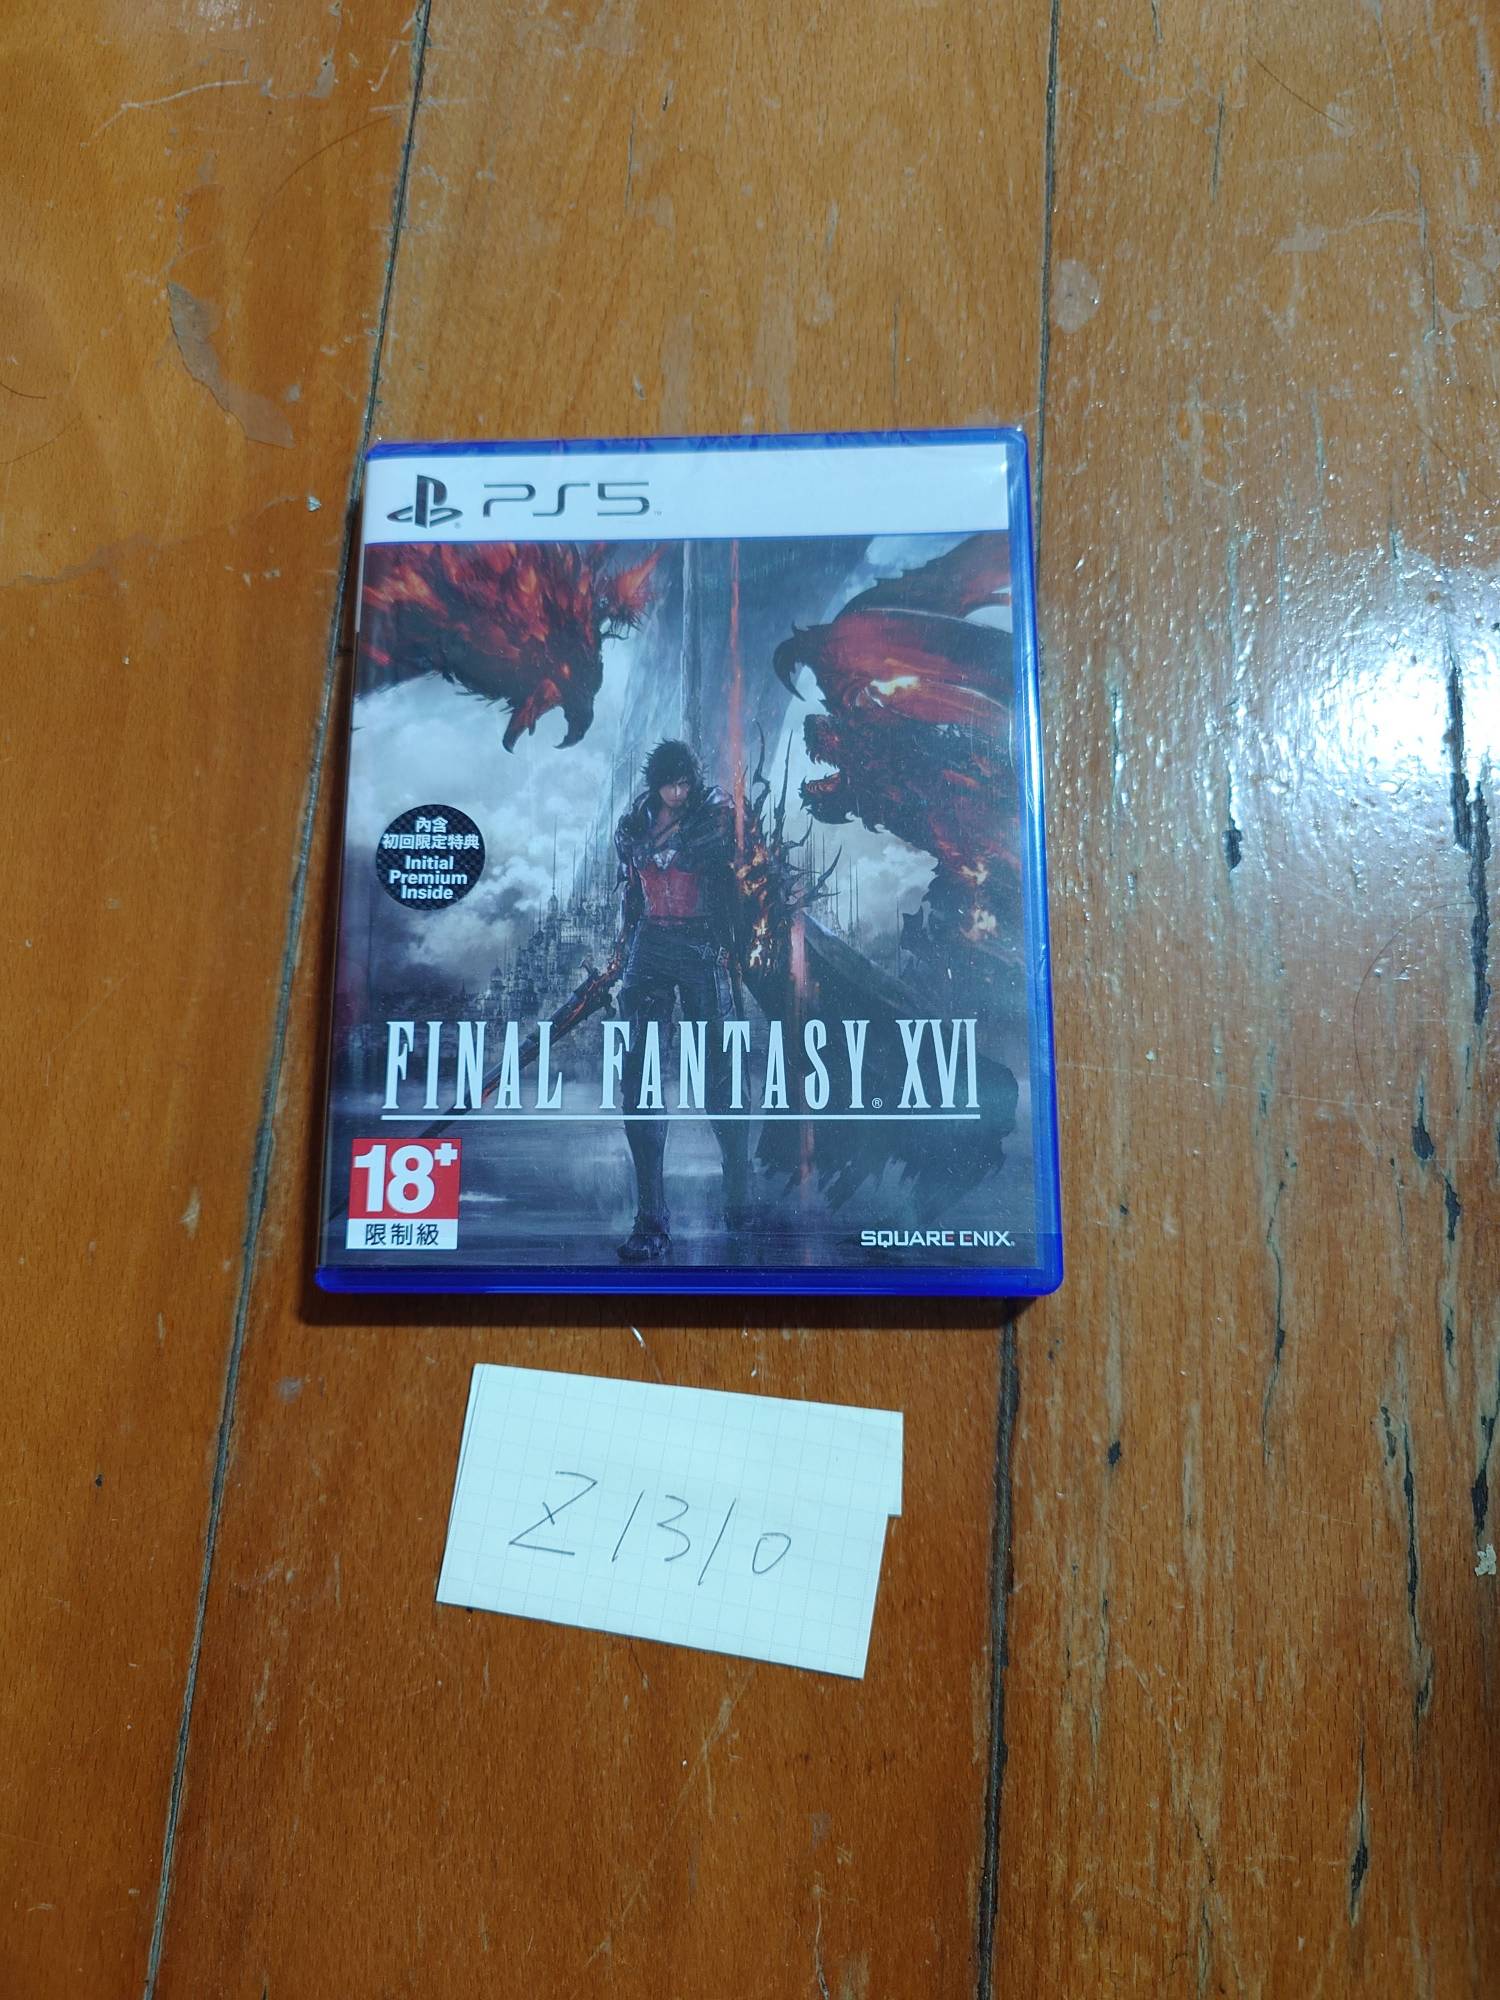 PS5
內含
初回限定特典
Initial
Premium
Inside
FINAL FANTASY® XVI
18+
限制級
SQUARE ENIX®
Z1310